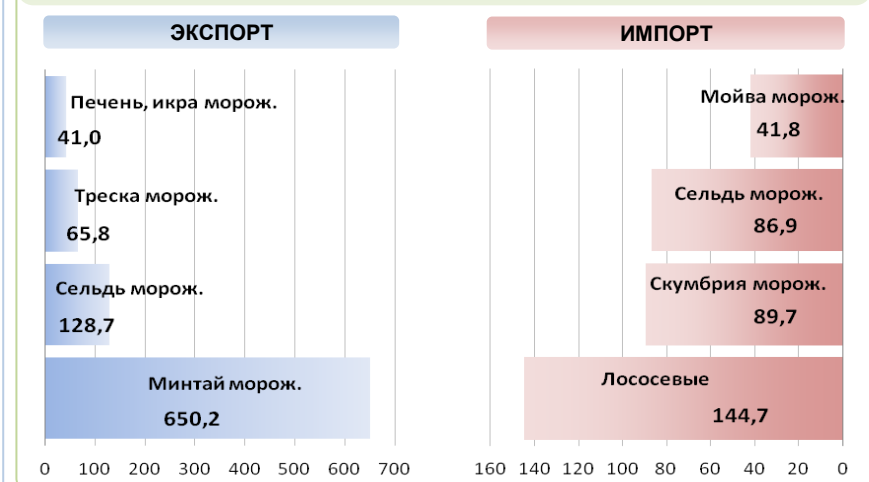 ЭКСПОРТ
Печень, икра морож.
41,0
Треска морож.
65,8
Сельдь морож.
128,7
Минтай морож.
650,2
0 100 200 300 400 500 600 700
ИМПОРТ
Мойва морож.
41,8
Сельдь морож.
86,9
Скумбрия морож.
89,7
Лососевые
144,7
160 140 120 100 80 60 40 20 0